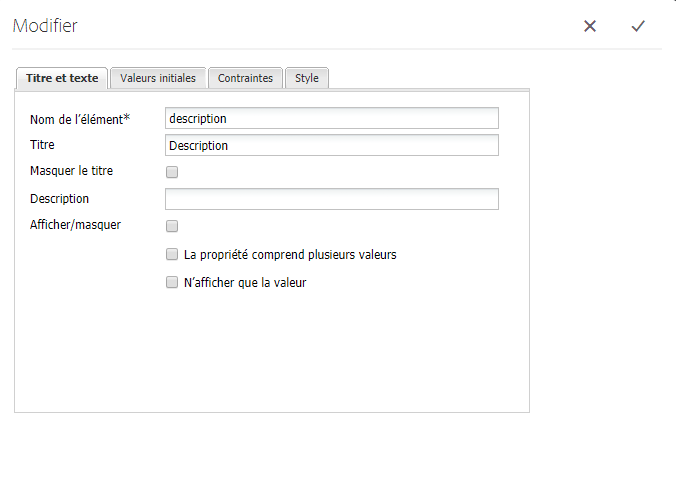 Modifier
Titre et texte Valeurs initiales Contraintes Style
Nom de l’élément* description
Titre Description
Masquer le titre
Description
Afficher/masquer
La propriété comprend plusieurs valeurs
N’afficher que la valeur